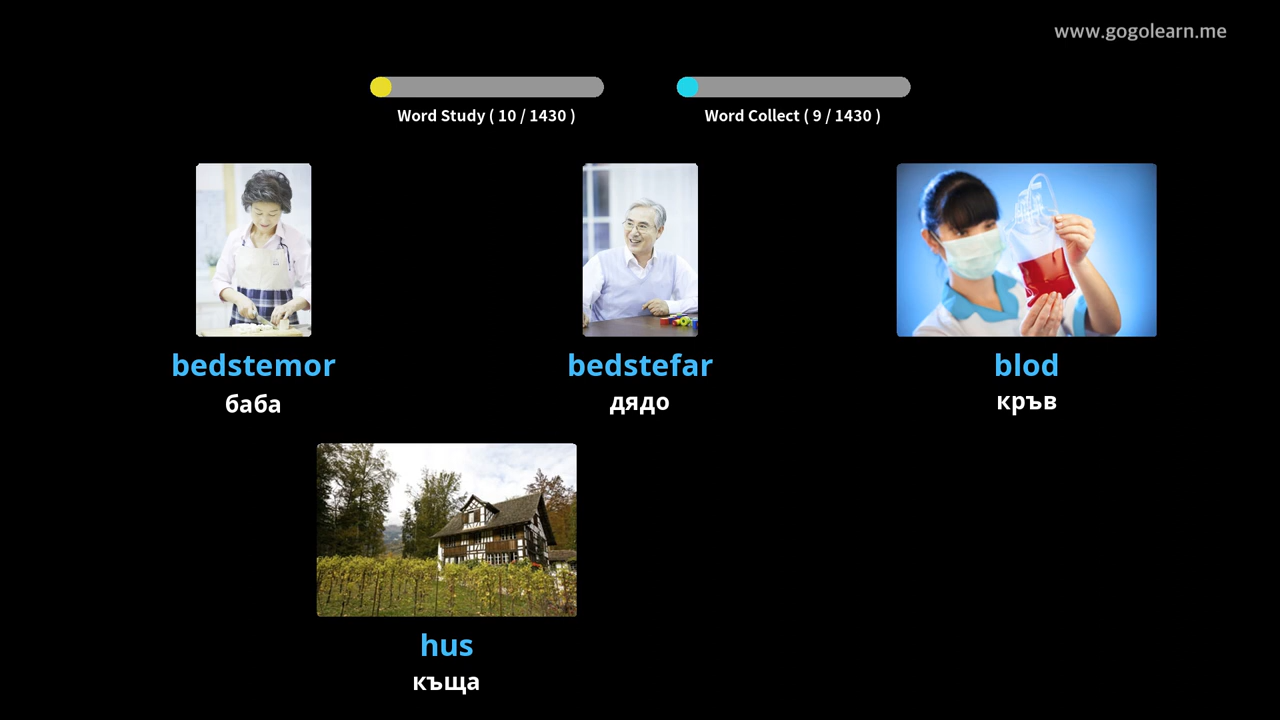 www.gogolearn.me
Word Study ( 10 / 1430 )
Word Collect ( 9 / 1430 )
bedstemor
баба
bedstefar
дядо
blod
кръв
hus
къща